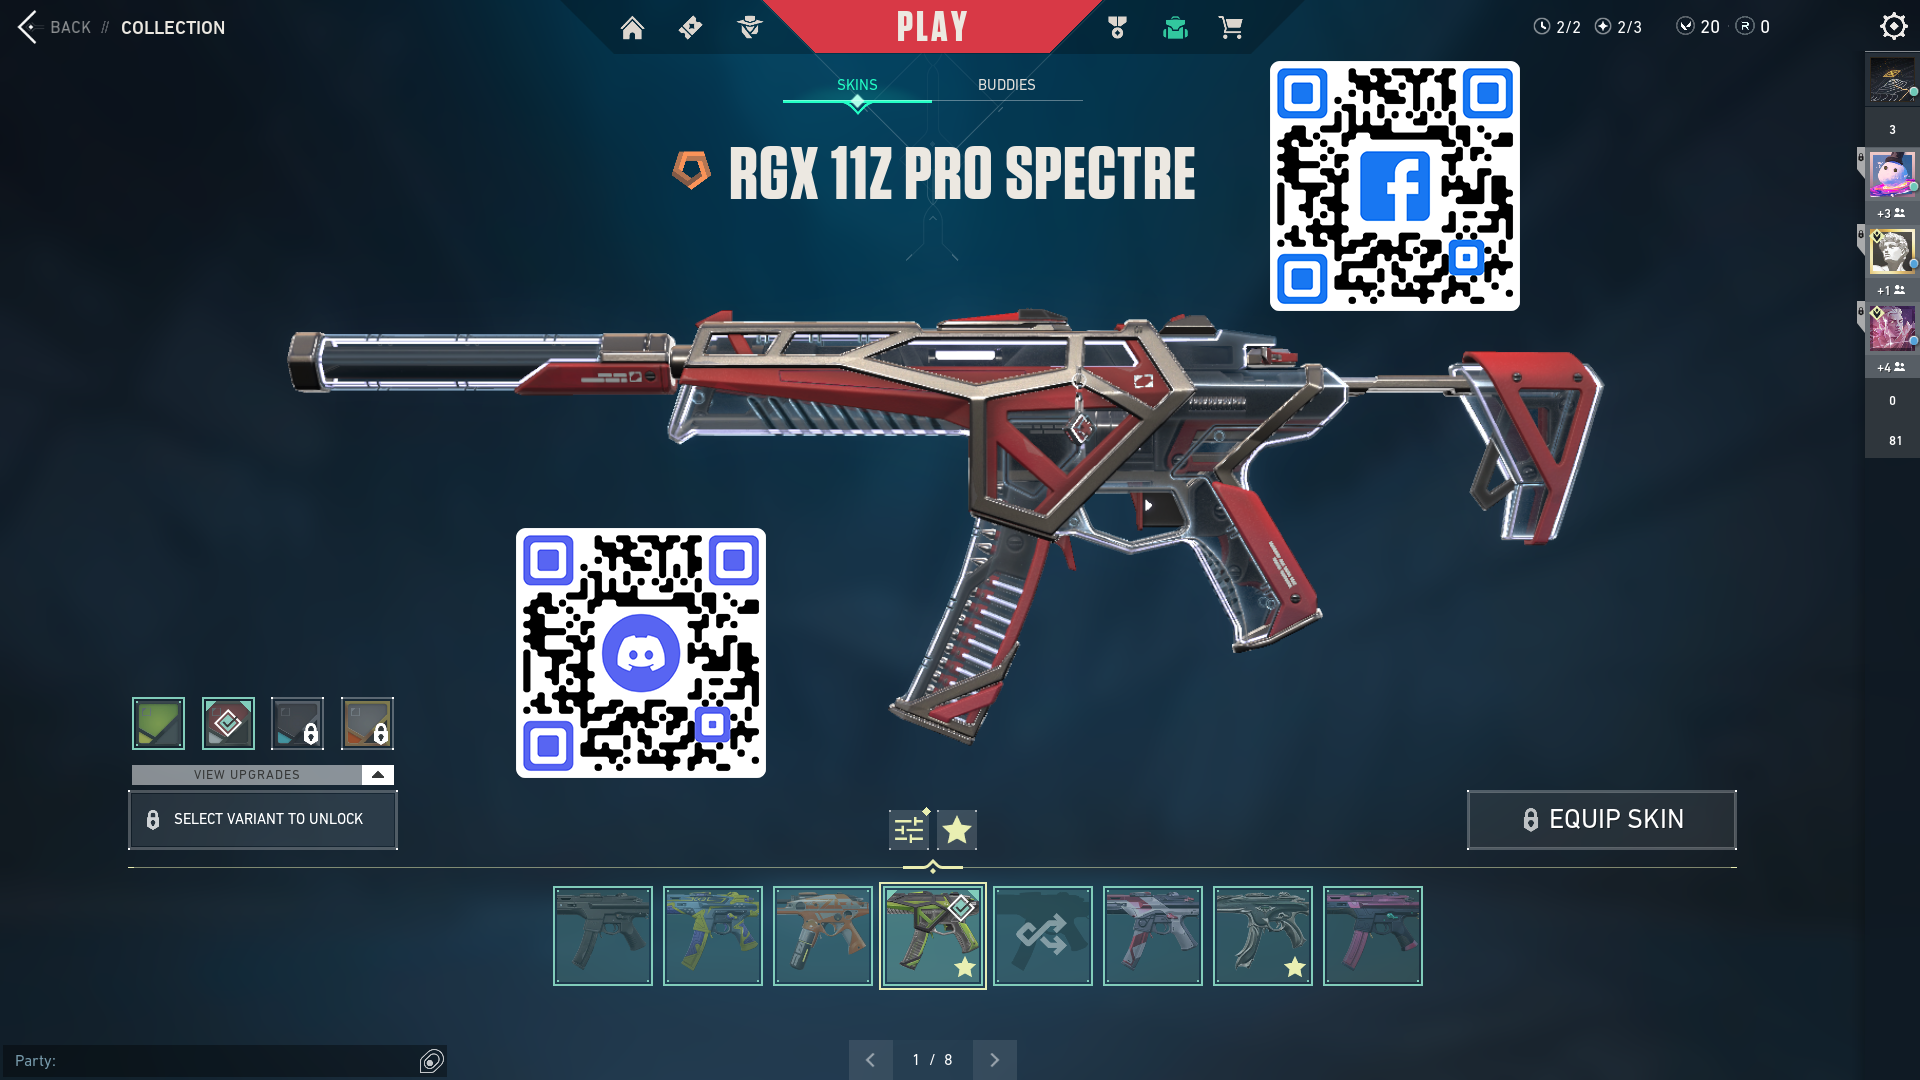 BACK // COLLECTION
PLAY
2/2
2/3
20
0
SKINS
BUDDIES
RGX 11Z PRO SPECTRE
3
+3
+1
+4
0
81
VIEW UPGRADES
SELECT VARIANT TO UNLOCK
EQUIP SKIN
Party:
1 / 8